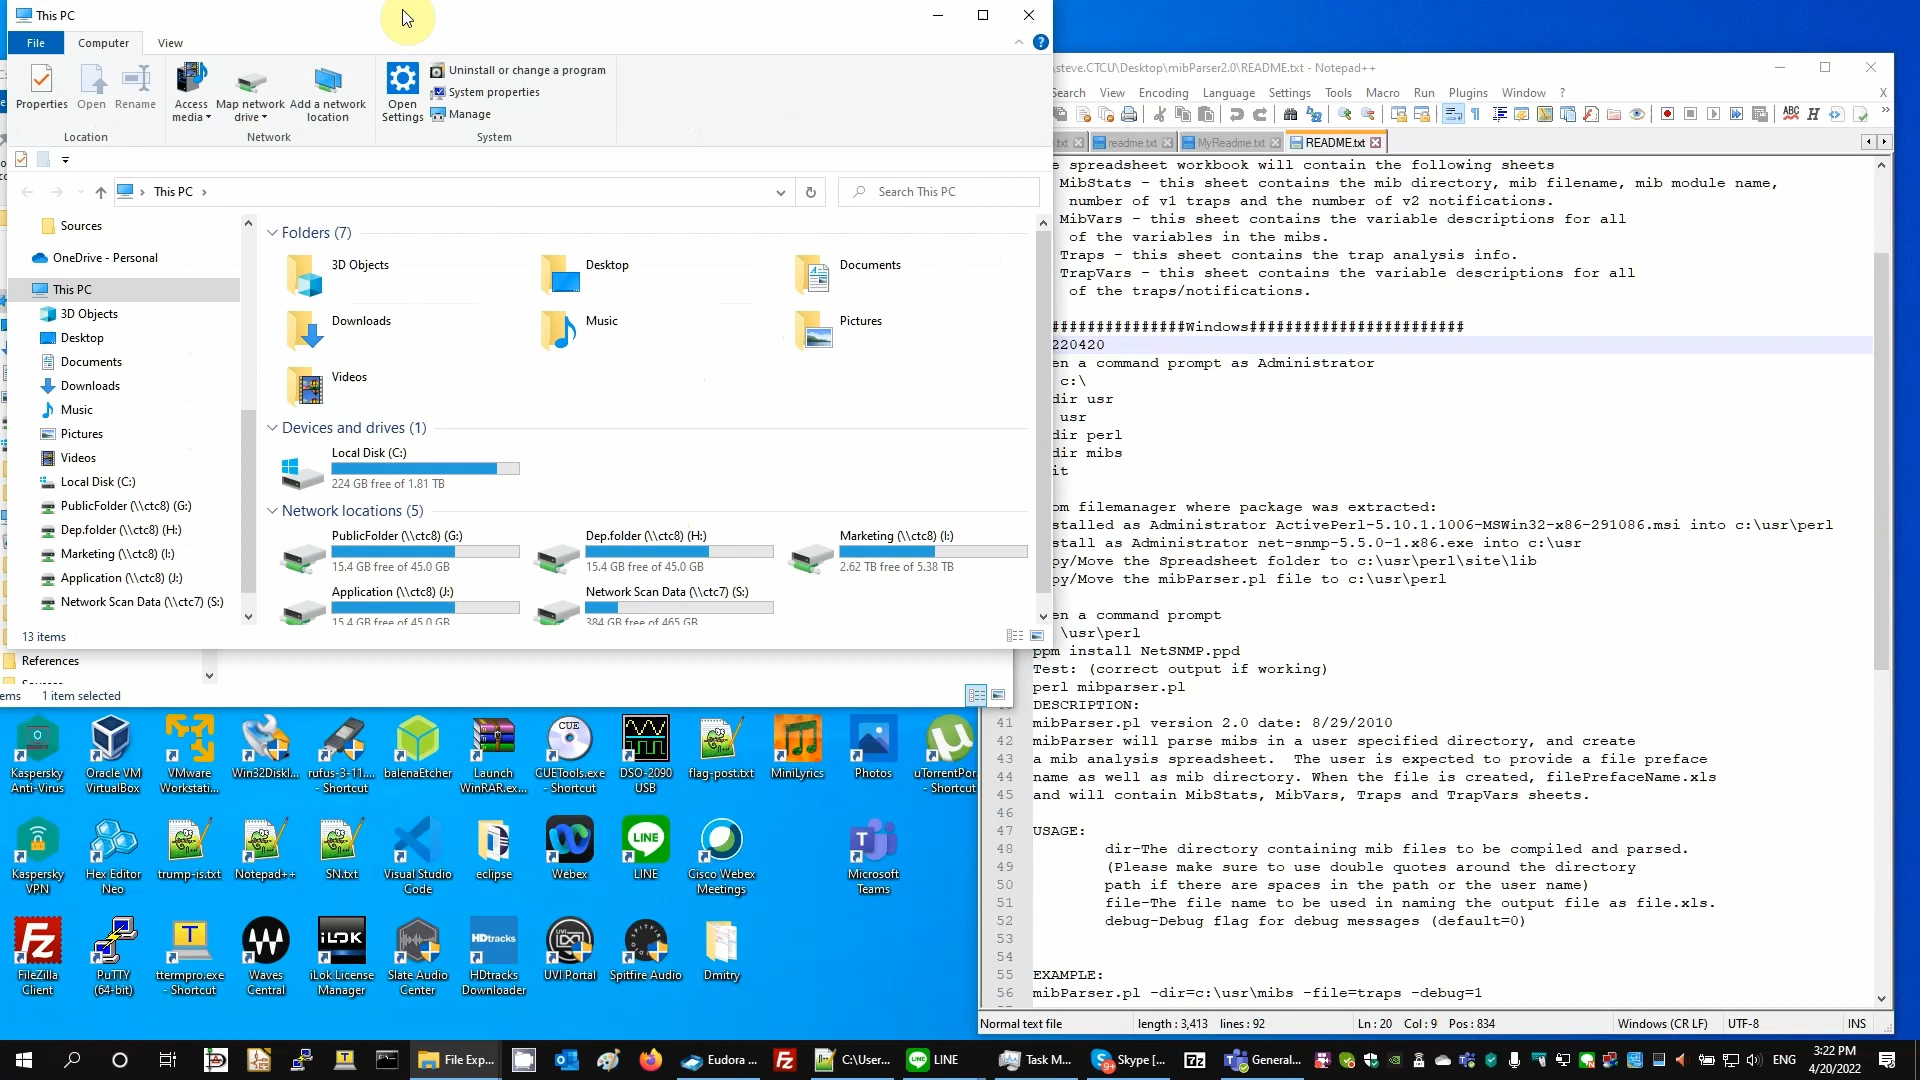 This PC
File
Computer
View
Properties
Open
Rename
Access media
Map network drive
Add a network location
Open Settings
Uninstall or change a program
System properties
Manage
Location
Network
System
This PC
Search This PC
Sources
OneDrive - Personal
This PC
3D Objects
Desktop
Documents
Downloads
Music
Pictures
Videos
Local Disk (C:)
PublicFolder (\\ctc8) (G:)
Dep.folder (\\ctc8) (H:)
Marketing (\\ctc8) (I:)
Application (\\ctc8) (J:)
Network Scan Data (\\ctc7) (S:)
Folders (7)
3D Objects
Desktop
Documents
Downloads
Music
Pictures
Videos
Devices and drives (1)
Local Disk (C:)
224 GB free of 1.81 TB
Network locations (5)
PublicFolder (\\ctc8) (G:)
15.4 GB free of 45.0 GB
Dep.folder (\\ctc8) (H:)
15.4 GB free of 45.0 GB
Marketing (\\ctc8) (I:)
2.62 TB free of 5.38 TB
Application (\\ctc8) (J:)
15.4 GB free of 45.0 GB
Network Scan Data (\\ctc7) (S:)
384 GB free of 465 GB
13 items
References
Sources
ems
1 item selected
steve.CTCU\Desktop\mibParser2.0\README.txt - Notepad++
Search View Encoding Language Settings Tools Macro Run Plugins Window ?
X
.txt
readme.txt
MyReadme.txt
README.txt
e spreadsheet workbook will contain the following sheets
MibStats - this sheet contains the mib directory, mib filename, mib module name,
number of v1 traps and the number of v2 notifications.
MibVars - this sheet contains the variable descriptions for all
of the variables in the mibs.
Traps - this sheet contains the trap analysis info.
TrapVars - this sheet contains the variable descriptions for all
of the traps/notifications.
###############Windows########################
220420
en a command prompt as Administrator
c:\
dir usr
usr
dir perl
dir mibs
it
om filemanager where package was extracted:
stalled as Administrator ActivePerl-5.10.1.1006-MSWin32-x86-291086.msi into c:\usr\perl
stall as Administrator net-snmp-5.5.0-1.x86.exe into c:\usr
py/Move the Spreadsheet folder to c:\usr\perl\site\lib
py/Move the mibParser.pl file to c:\usr\perl
en a command prompt
\usr\perl
ppm install NetSNMP.ppd
Test: (correct output if working)
perl mibparser.pl
DESCRIPTION:
41 mibParser.pl version 2.0 date: 8/29/2010
42 mibParser will parse mibs in a user specified directory, and create
43 a mib analysis spreadsheet.  The user is expected to provide a file preface
44 name as well as mib directory. When the file is created, filePrefaceName.xls
45 and will contain MibStats, MibVars, Traps and TrapVars sheets.
46
47 USAGE:
48 dir-The directory containing mib files to be compiled and parsed.
49 (Please make sure to use double quotes around the directory
50 path if there are spaces in the path or the user name)
51 file-The file name to be used in naming the output file as file.xls.
52 debug-Debug flag for debug messages (default=0)
53
54
55 EXAMPLE:
56 mibParser.pl -dir=c:\usr\mibs -file=traps -debug=1
Normal text file
length : 3,413 lines : 92
Ln : 20 Col : 9 Pos : 834
Windows (CR LF)
UTF-8
INS
Kaspersky Anti-Virus
Oracle VM VirtualBox
VMware Workstati...
Win32DiskI...
rufus-3-11.... - Shortcut
balenaEtcher
Launch WinRAR.ex...
CUE
CUETools.exe - Shortcut
DSO-2090 USB
flag-post.txt
MiniLyrics
Photos
uTorrentPor... - Shortcut
Kaspersky VPN
Hex Editor Neo
trump-is.txt
Notepad++
SN.txt
Visual Studio Code
eclipse
Webex
LINE
LINE
Cisco Webex Meetings
Microsoft Teams
FileZilla Client
PuTTY (64-bit)
ttermpro.exe - Shortcut
Waves Central
iLOK
iLok License Manager
Slate Audio Center
HDtracks
HDtracks Downloader
UVI Portal
Spitfire Audio
Dmitry
File Exp...
Eudora ...
C:\User...
LINE
Task M...
Skype [...
General...
ENG
3:22 PM
4/20/2022